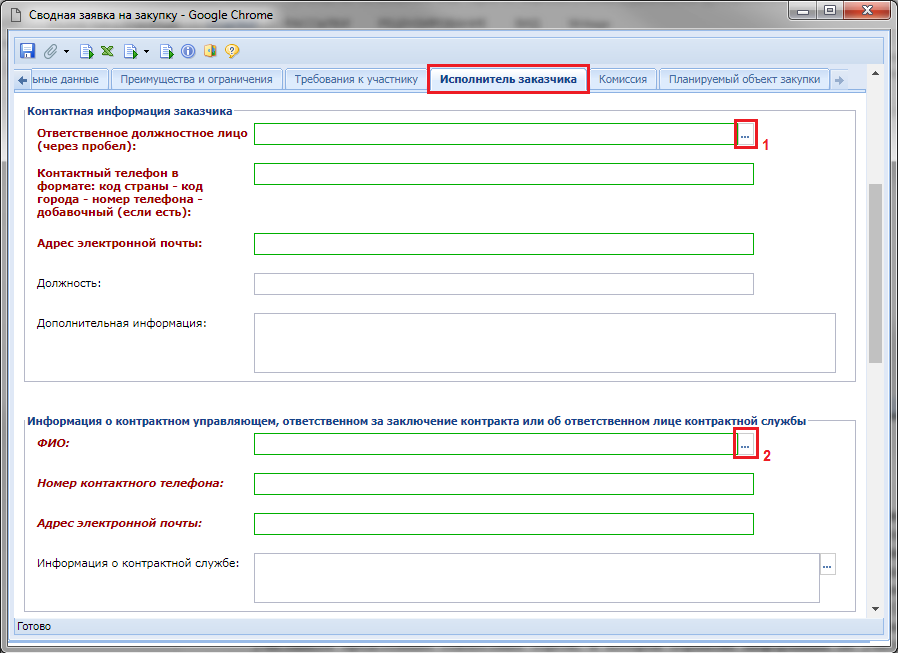 Сводная заявка на закупку - Google Chrome
ьные данные Преимущества и ограничения Требования к участнику Исполнитель заказчика Комиссия Планируемый объект закупки
Контактная информация заказчика
Ответственное должностное лицо
(через пробел):
... 1
Контактный телефон в
формате: код страны - код
города - номер телефона -
добавочный (если есть):
Адрес электронной почты:
Должность:
Дополнительная информация:
Информация о контрактном управляющем, ответственном за заключение контракта или об ответственном лице контрактной службы
ФИО:
... 2
Номер контактного телефона:
Адрес электронной почты:
Информация о контрактной службе: ...
Готово